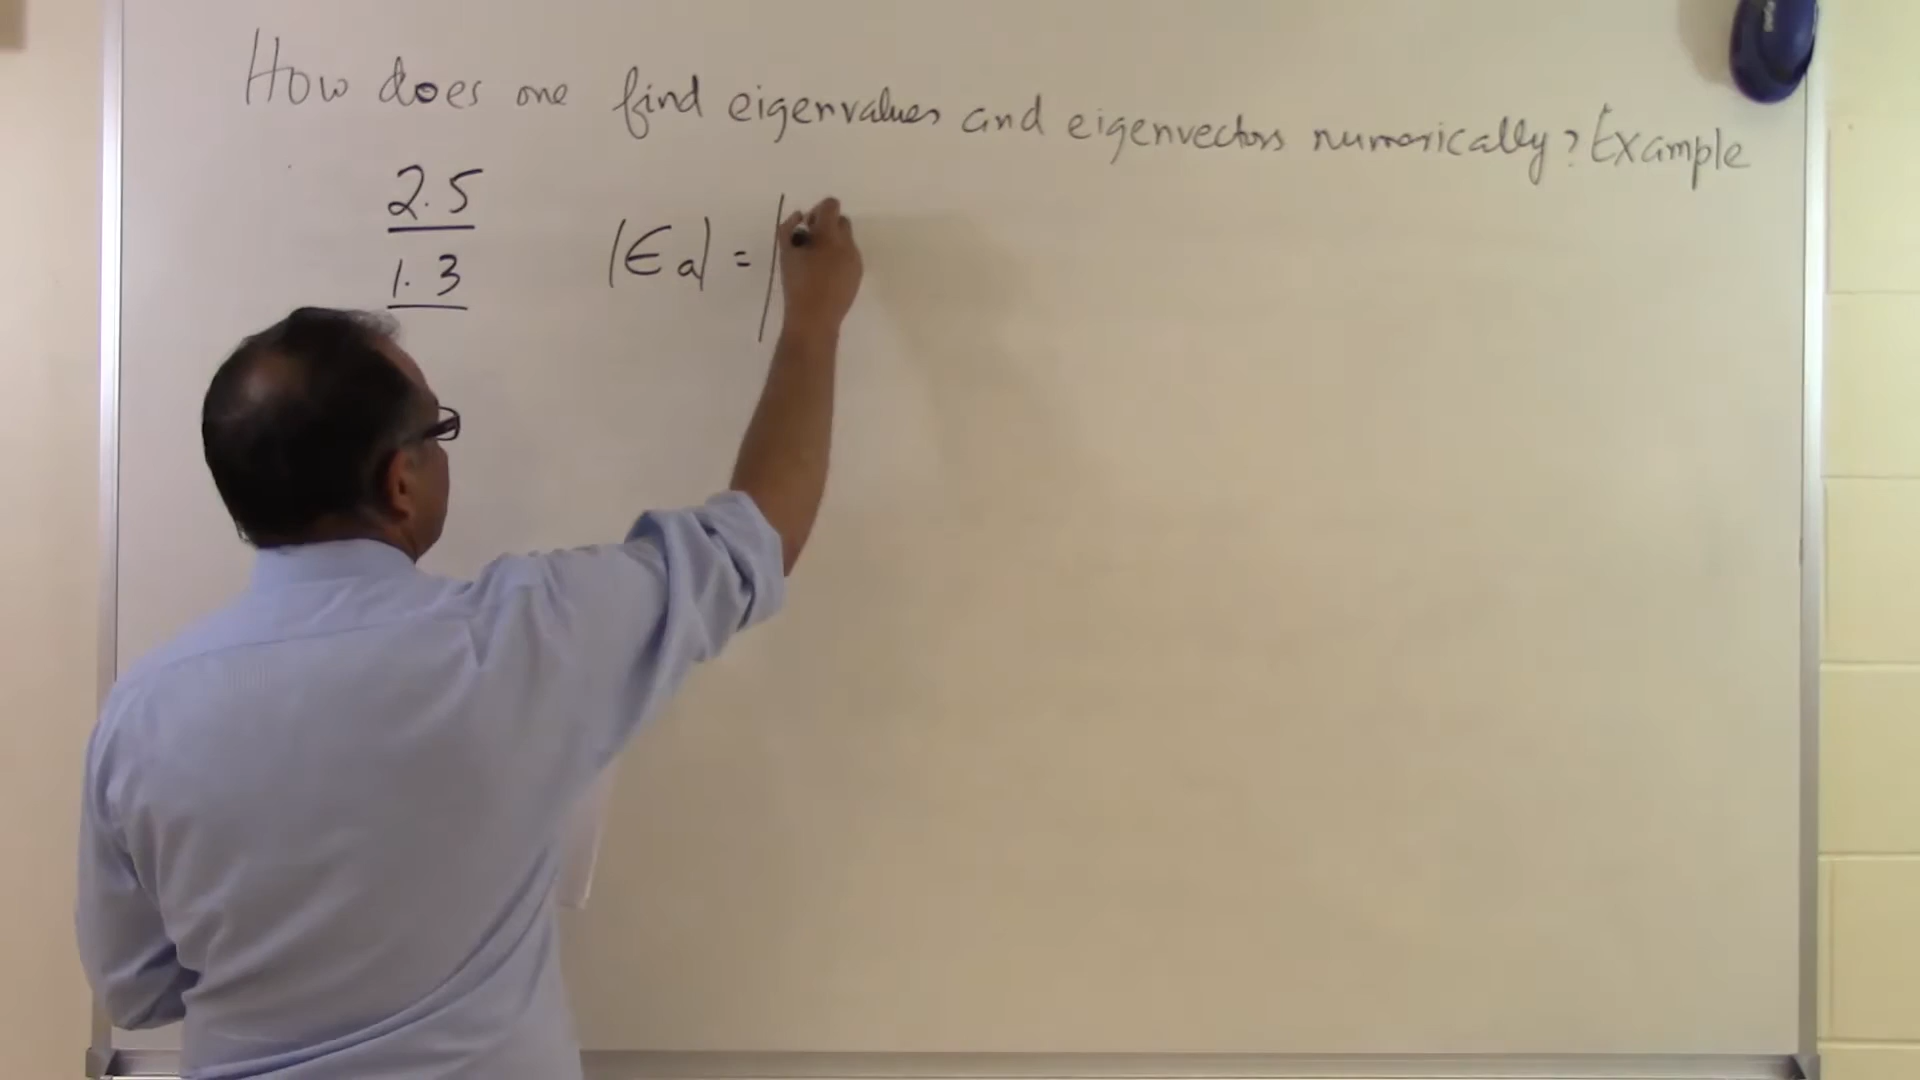 How does one find eigenvalues and eigenvectors numerically? Example
2.5
1.3
|∈a| = |